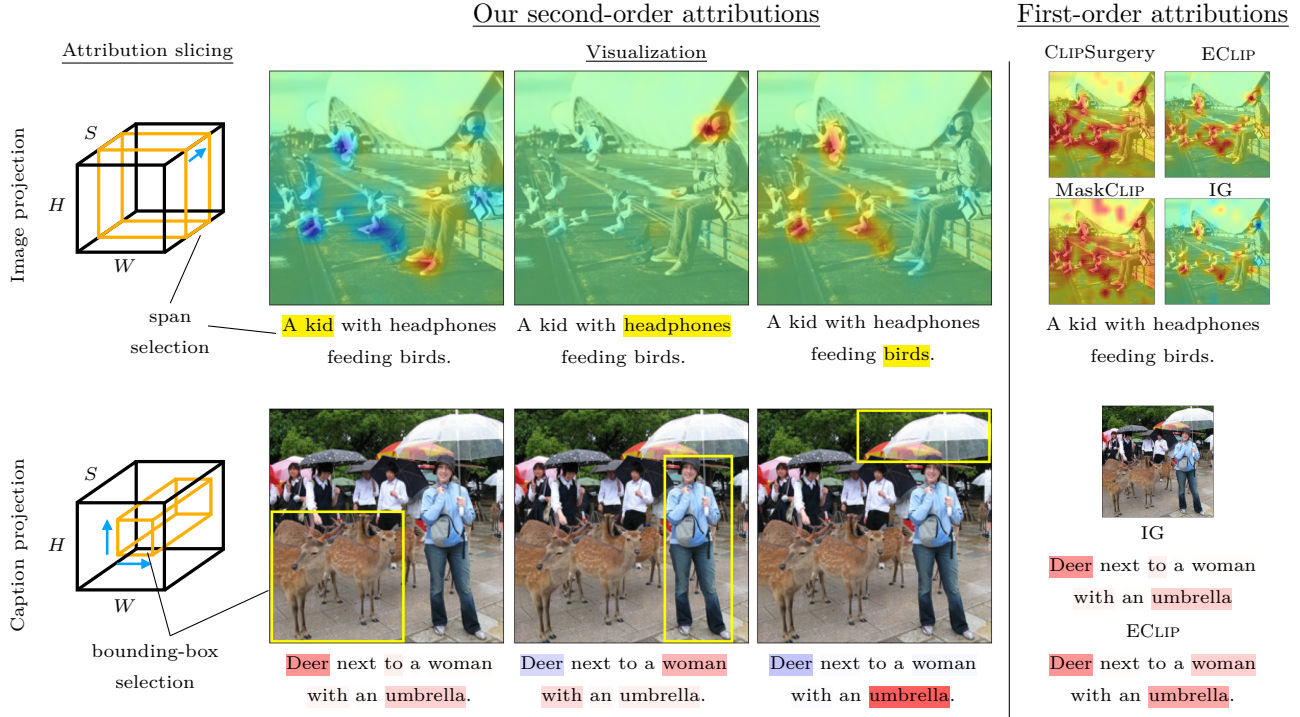 Our second-order attributions
First-order attributions
Attribution slicing
Visualization
CLIPSurgery
ECLIP
MaskCLIP
IG
Image projection
S
H
W
span
selection
A kid with headphones
feeding birds.
A kid with headphones
feeding birds.
A kid with headphones
feeding birds.
A kid with headphones
feeding birds.
Caption projection
S
H
W
bounding-box
selection
Deer next to a woman
with an umbrella.
Deer next to a woman
with an umbrella.
Deer next to a woman
with an umbrella.
IG
Deer next to a woman
with an umbrella
ECLIP
Deer next to a woman
with an umbrella.